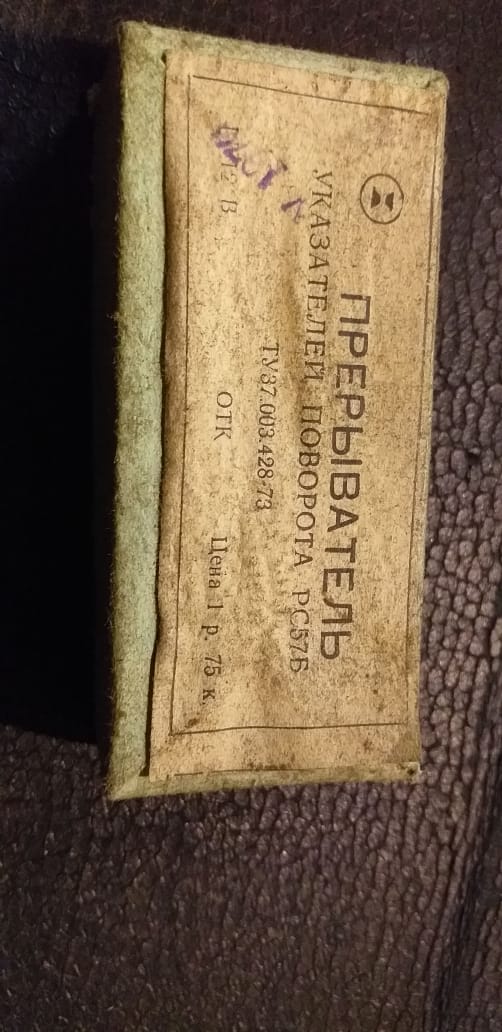 ПРЕРЫВАТЕЛЬ
УКАЗАТЕЛЕЙ ПОВОРОТА РС57Б
ТУ37.003.428-73
12 В ОТК Цена 1 р. 75 к.